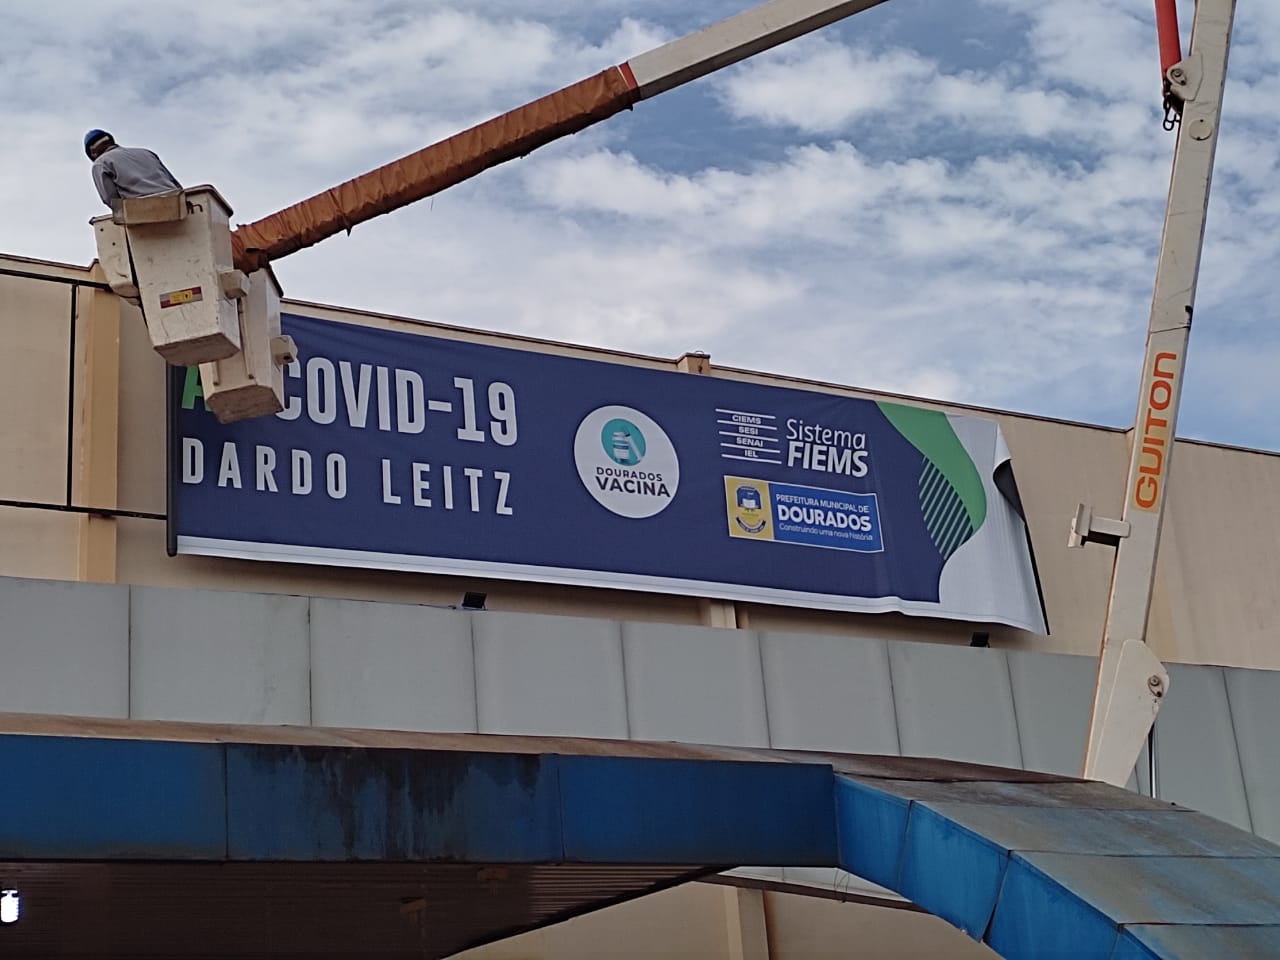 A COVID-19
DARDO LEITZ
DOURADOS
VACINA
CIEMS
SESI
SENAI
IEL
Sistema
FIEMS
PREFEITURA MUNICIPAL DE
DOURADOS
Construindo uma nova história
GUITON